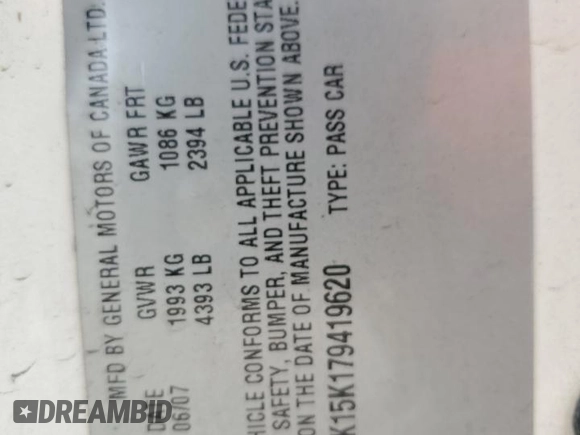 MFD BY GENERAL MOTORS OF CANADA LTD.
DATE GVWR GAWR FRT
06/07 1993 KG 1086 KG
4393 LB 2394 LB
HICLE CONFORMS TO ALL APPLICABLE U.S. FEDE
SAFETY, BUMPER, AND THEFT PREVENTION STA
ON THE DATE OF MANUFACTURE SHOWN ABOVE.
K15K179419620 TYPE: PASS CAR
DREAMBID